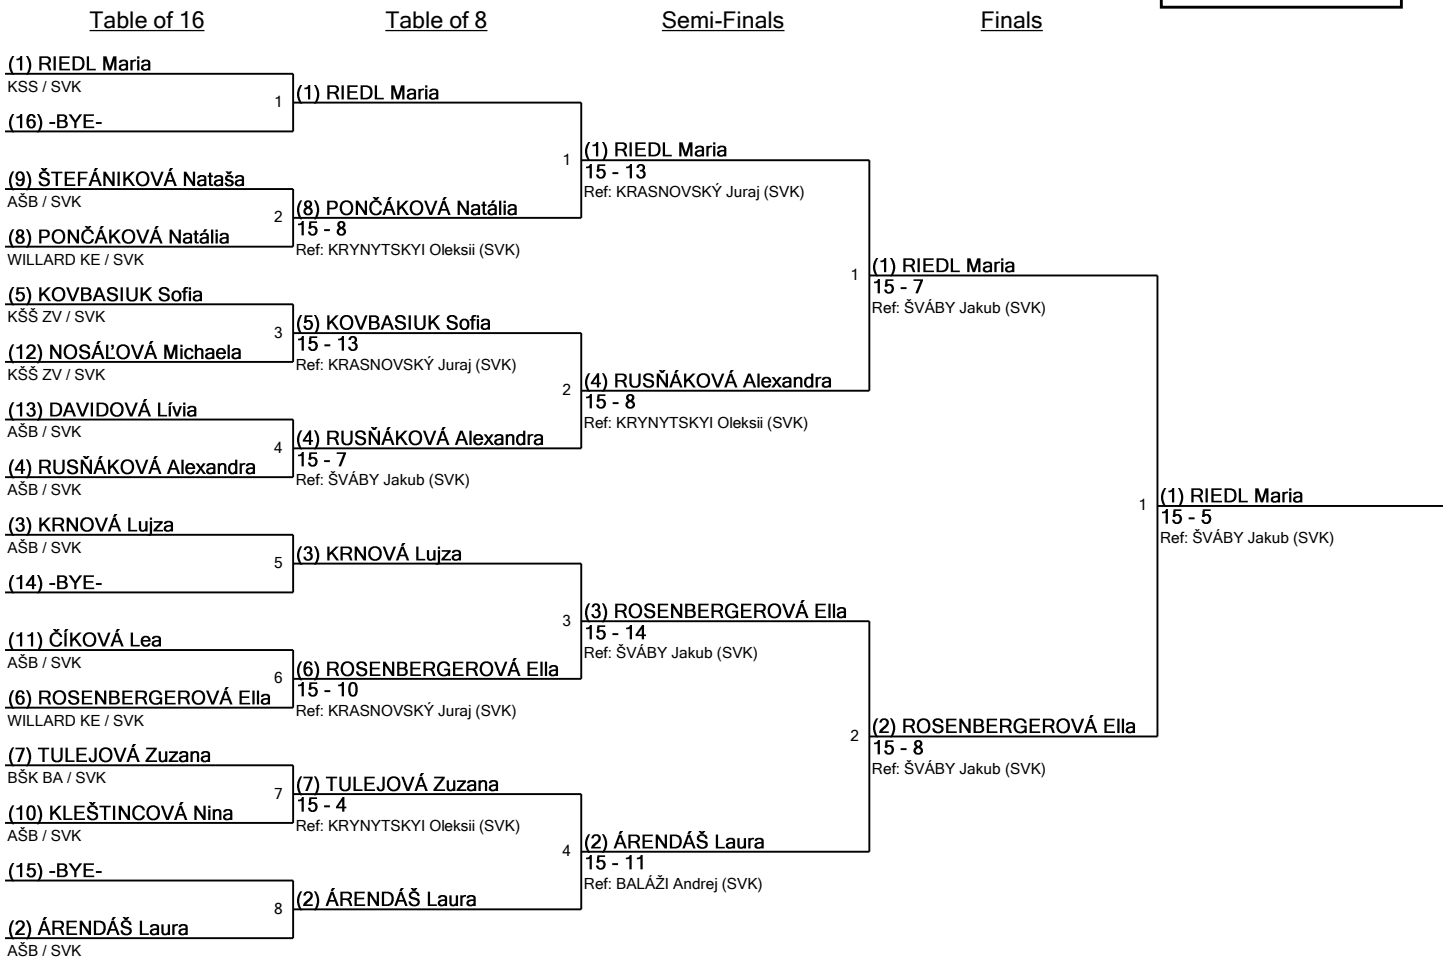 Table of 16
Table of 8
Semi-Finals
Finals
(1) RIEDL Maria
KSS / SVK
(16) -BYE-
(9) ŠTEFÁNIKOVÁ Nataša
AŠB / SVK
(8) PONČÁKOVÁ Natália
WILLARD KE / SVK
(5) KOVBASIUK Sofia
KŠŠ ZV / SVK
(12) NOSÁĽOVÁ Michaela
KŠŠ ZV / SVK
(13) DAVIDOVÁ Lívia
AŠB / SVK
(4) RUSŇÁKOVÁ Alexandra
AŠB / SVK
(3) KRNOVÁ Lujza
AŠB / SVK
(14) -BYE-
(11) ČÍKOVÁ Lea
AŠB / SVK
(6) ROSENBERGEROVÁ Ella
WILLARD KE / SVK
(7) TULEJOVÁ Zuzana
BŠK BA / SVK
(10) KLEŠTINCOVÁ Nina
AŠB / SVK
(15) -BYE-
(2) ÁRENDÁŠ Laura
AŠB / SVK
1
(1) RIEDL Maria
2
(8) PONČÁKOVÁ Natália
15 - 8
Ref: KRYNYTSKYI Oleksii (SVK)
3
(5) KOVBASIUK Sofia
15 - 13
Ref: KRASNOVSKÝ Juraj (SVK)
4
(4) RUSŇÁKOVÁ Alexandra
15 - 7
Ref: ŠVÁBY Jakub (SVK)
5
(3) KRNOVÁ Lujza
6
(6) ROSENBERGEROVÁ Ella
15 - 10
Ref: KRASNOVSKÝ Juraj (SVK)
7
(7) TULEJOVÁ Zuzana
15 - 4
Ref: KRYNYTSKYI Oleksii (SVK)
8
(2) ÁRENDÁŠ Laura
1
(1) RIEDL Maria
15 - 13
Ref: KRASNOVSKÝ Juraj (SVK)
2
(4) RUSŇÁKOVÁ Alexandra
15 - 8
Ref: KRYNYTSKYI Oleksii (SVK)
3
(3) ROSENBERGEROVÁ Ella
15 - 14
Ref: ŠVÁBY Jakub (SVK)
4
(2) ÁRENDÁŠ Laura
15 - 11
Ref: BALÁŽI Andrej (SVK)
1
(1) RIEDL Maria
15 - 7
Ref: ŠVÁBY Jakub (SVK)
2
(2) ROSENBERGEROVÁ Ella
15 - 8
Ref: ŠVÁBY Jakub (SVK)
1
(1) RIEDL Maria
15 - 5
Ref: ŠVÁBY Jakub (SVK)